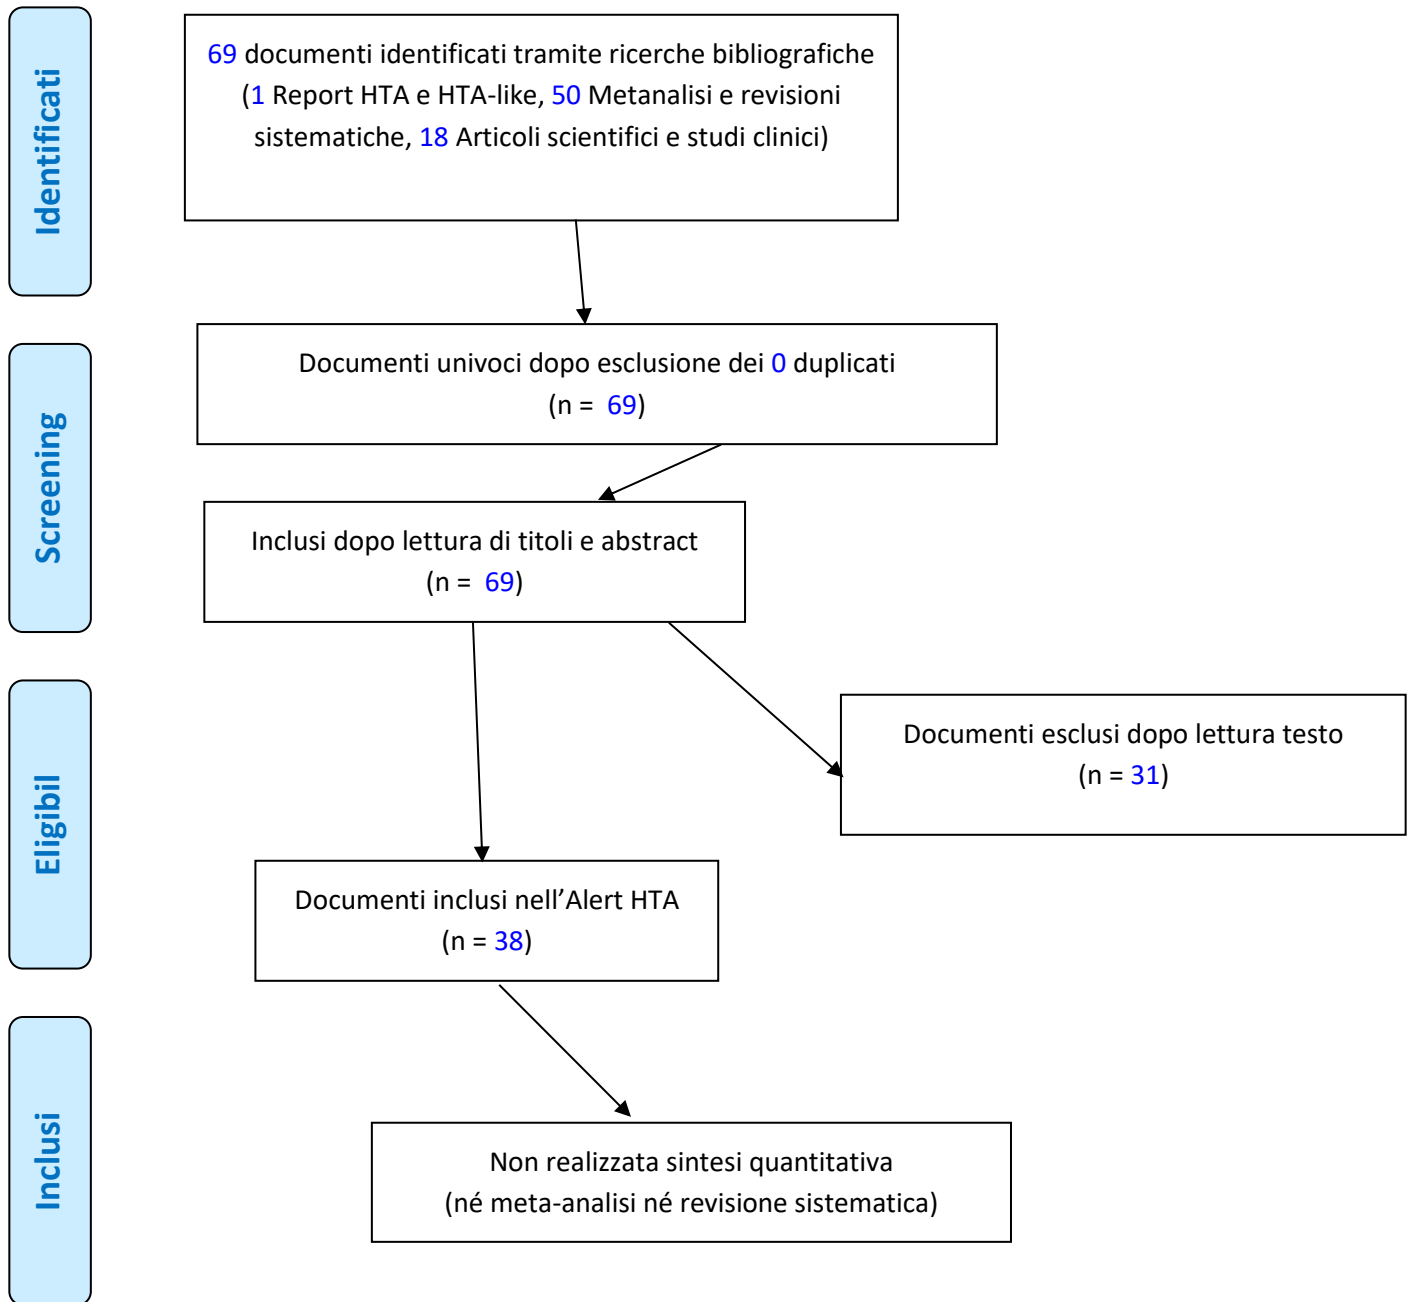 Identificati
69 documenti identificati tramite ricerche bibliografiche
(1 Report HTA e HTA-like, 50 Metanalisi e revisioni
sistematiche, 18 Articoli scientifici e studi clinici)
Screening
Documenti univoci dopo esclusione dei 0 duplicati
(n = 69)
Inclusi dopo lettura di titoli e abstract
(n = 69)
Eligibil
Documenti esclusi dopo lettura testo
(n = 31)
Documenti inclusi nell’Alert HTA
(n = 38)
Inclusi
Non realizzata sintesi quantitativa
(né meta-analisi né revisione sistematica)